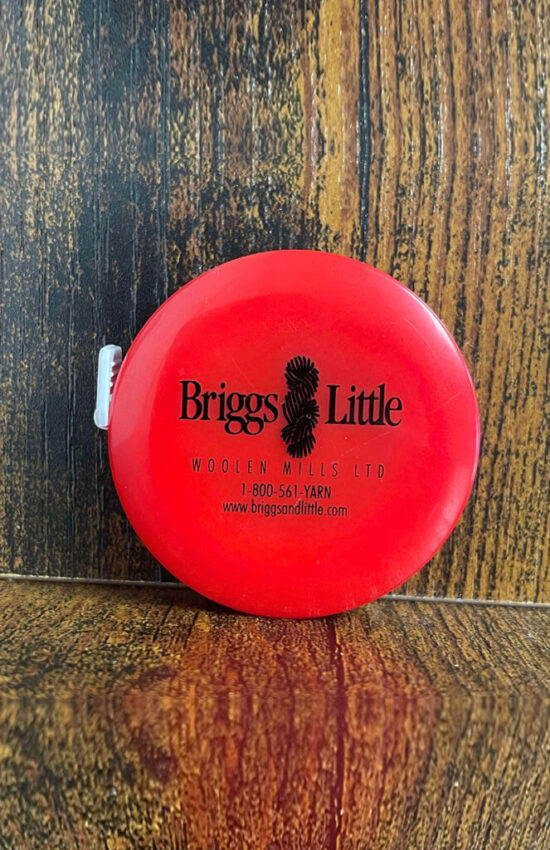 Briggs Little
WOOLEN MILLS LTD
1-800-561-YARN
www.briggsandlittle.com